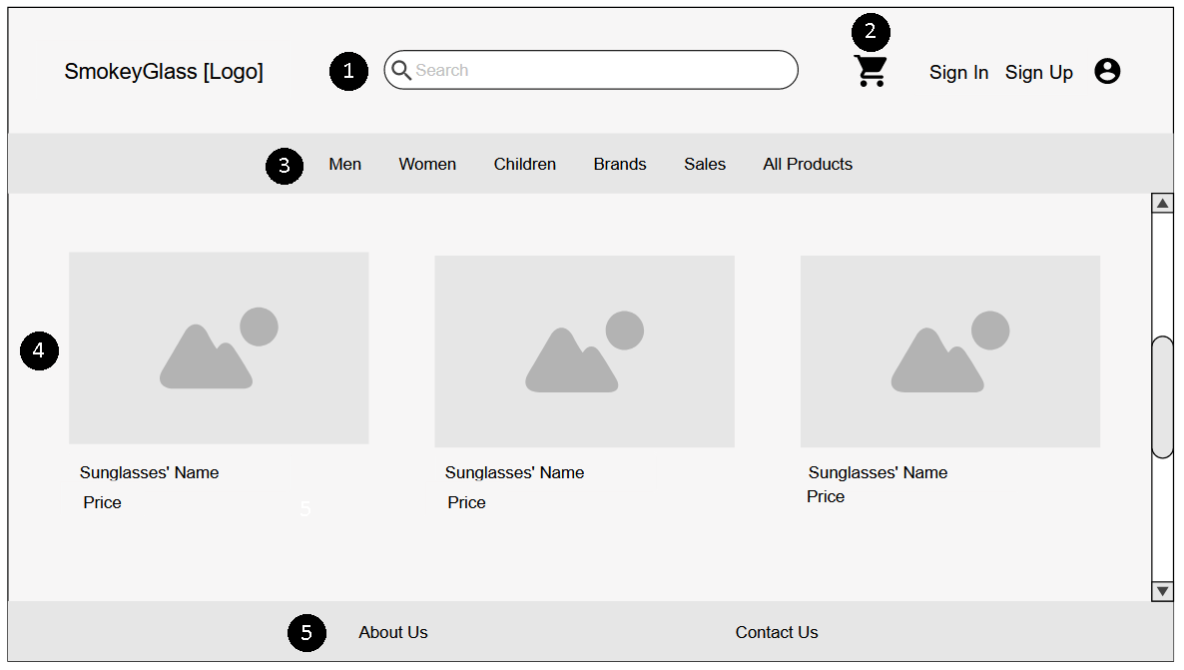 2
SmokeyGlass [Logo] 1 Search Sign In Sign Up
3 Men Women Children Brands Sales All Products
4
Sunglasses' Name Sunglasses' Name Sunglasses' Name
Price 5 Price Price
5 About Us Contact Us